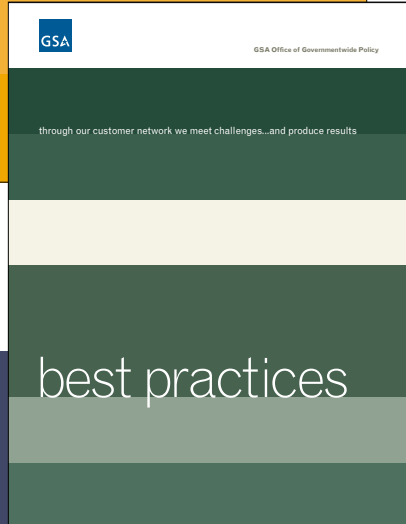 GSA
GSA Office of Governmentwide Policy
through our customer network we meet challenges...and produce results
best practices